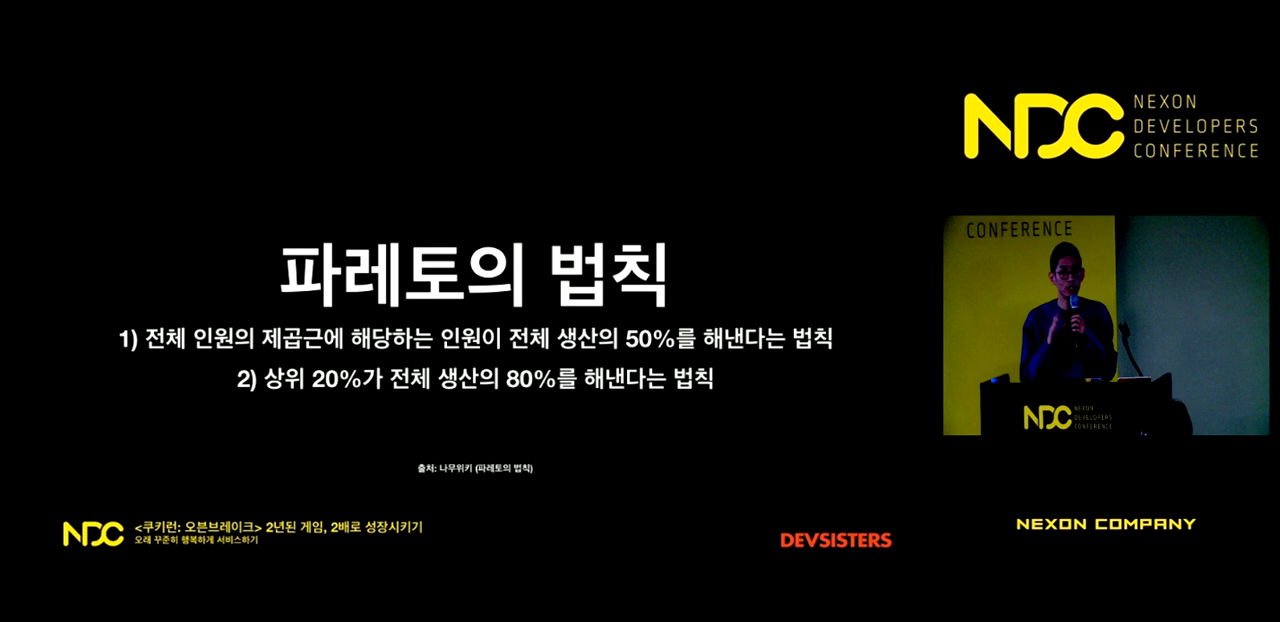 파레토의 법칙
1) 전체 인원의 제곱근에 해당하는 인원이 전체 생산의 50%를 해낸다는 법칙
2) 상위 20%가 전체 생산의 80%를 해낸다는 법칙
출처: 나무위키 (파레토의 법칙)
NDC
<쿠키런: 오븐브레이크> 2년된 게임, 2배로 성장시키기
오래 꾸준히 행복하게 서비스하기
DEVSISTERS
NDC
NEXON
DEVELOPERS
CONFERENCE
CONFERENCE
NDC
NEXON
DEVELOPERS
CONFERENCE
NEXON COMPANY